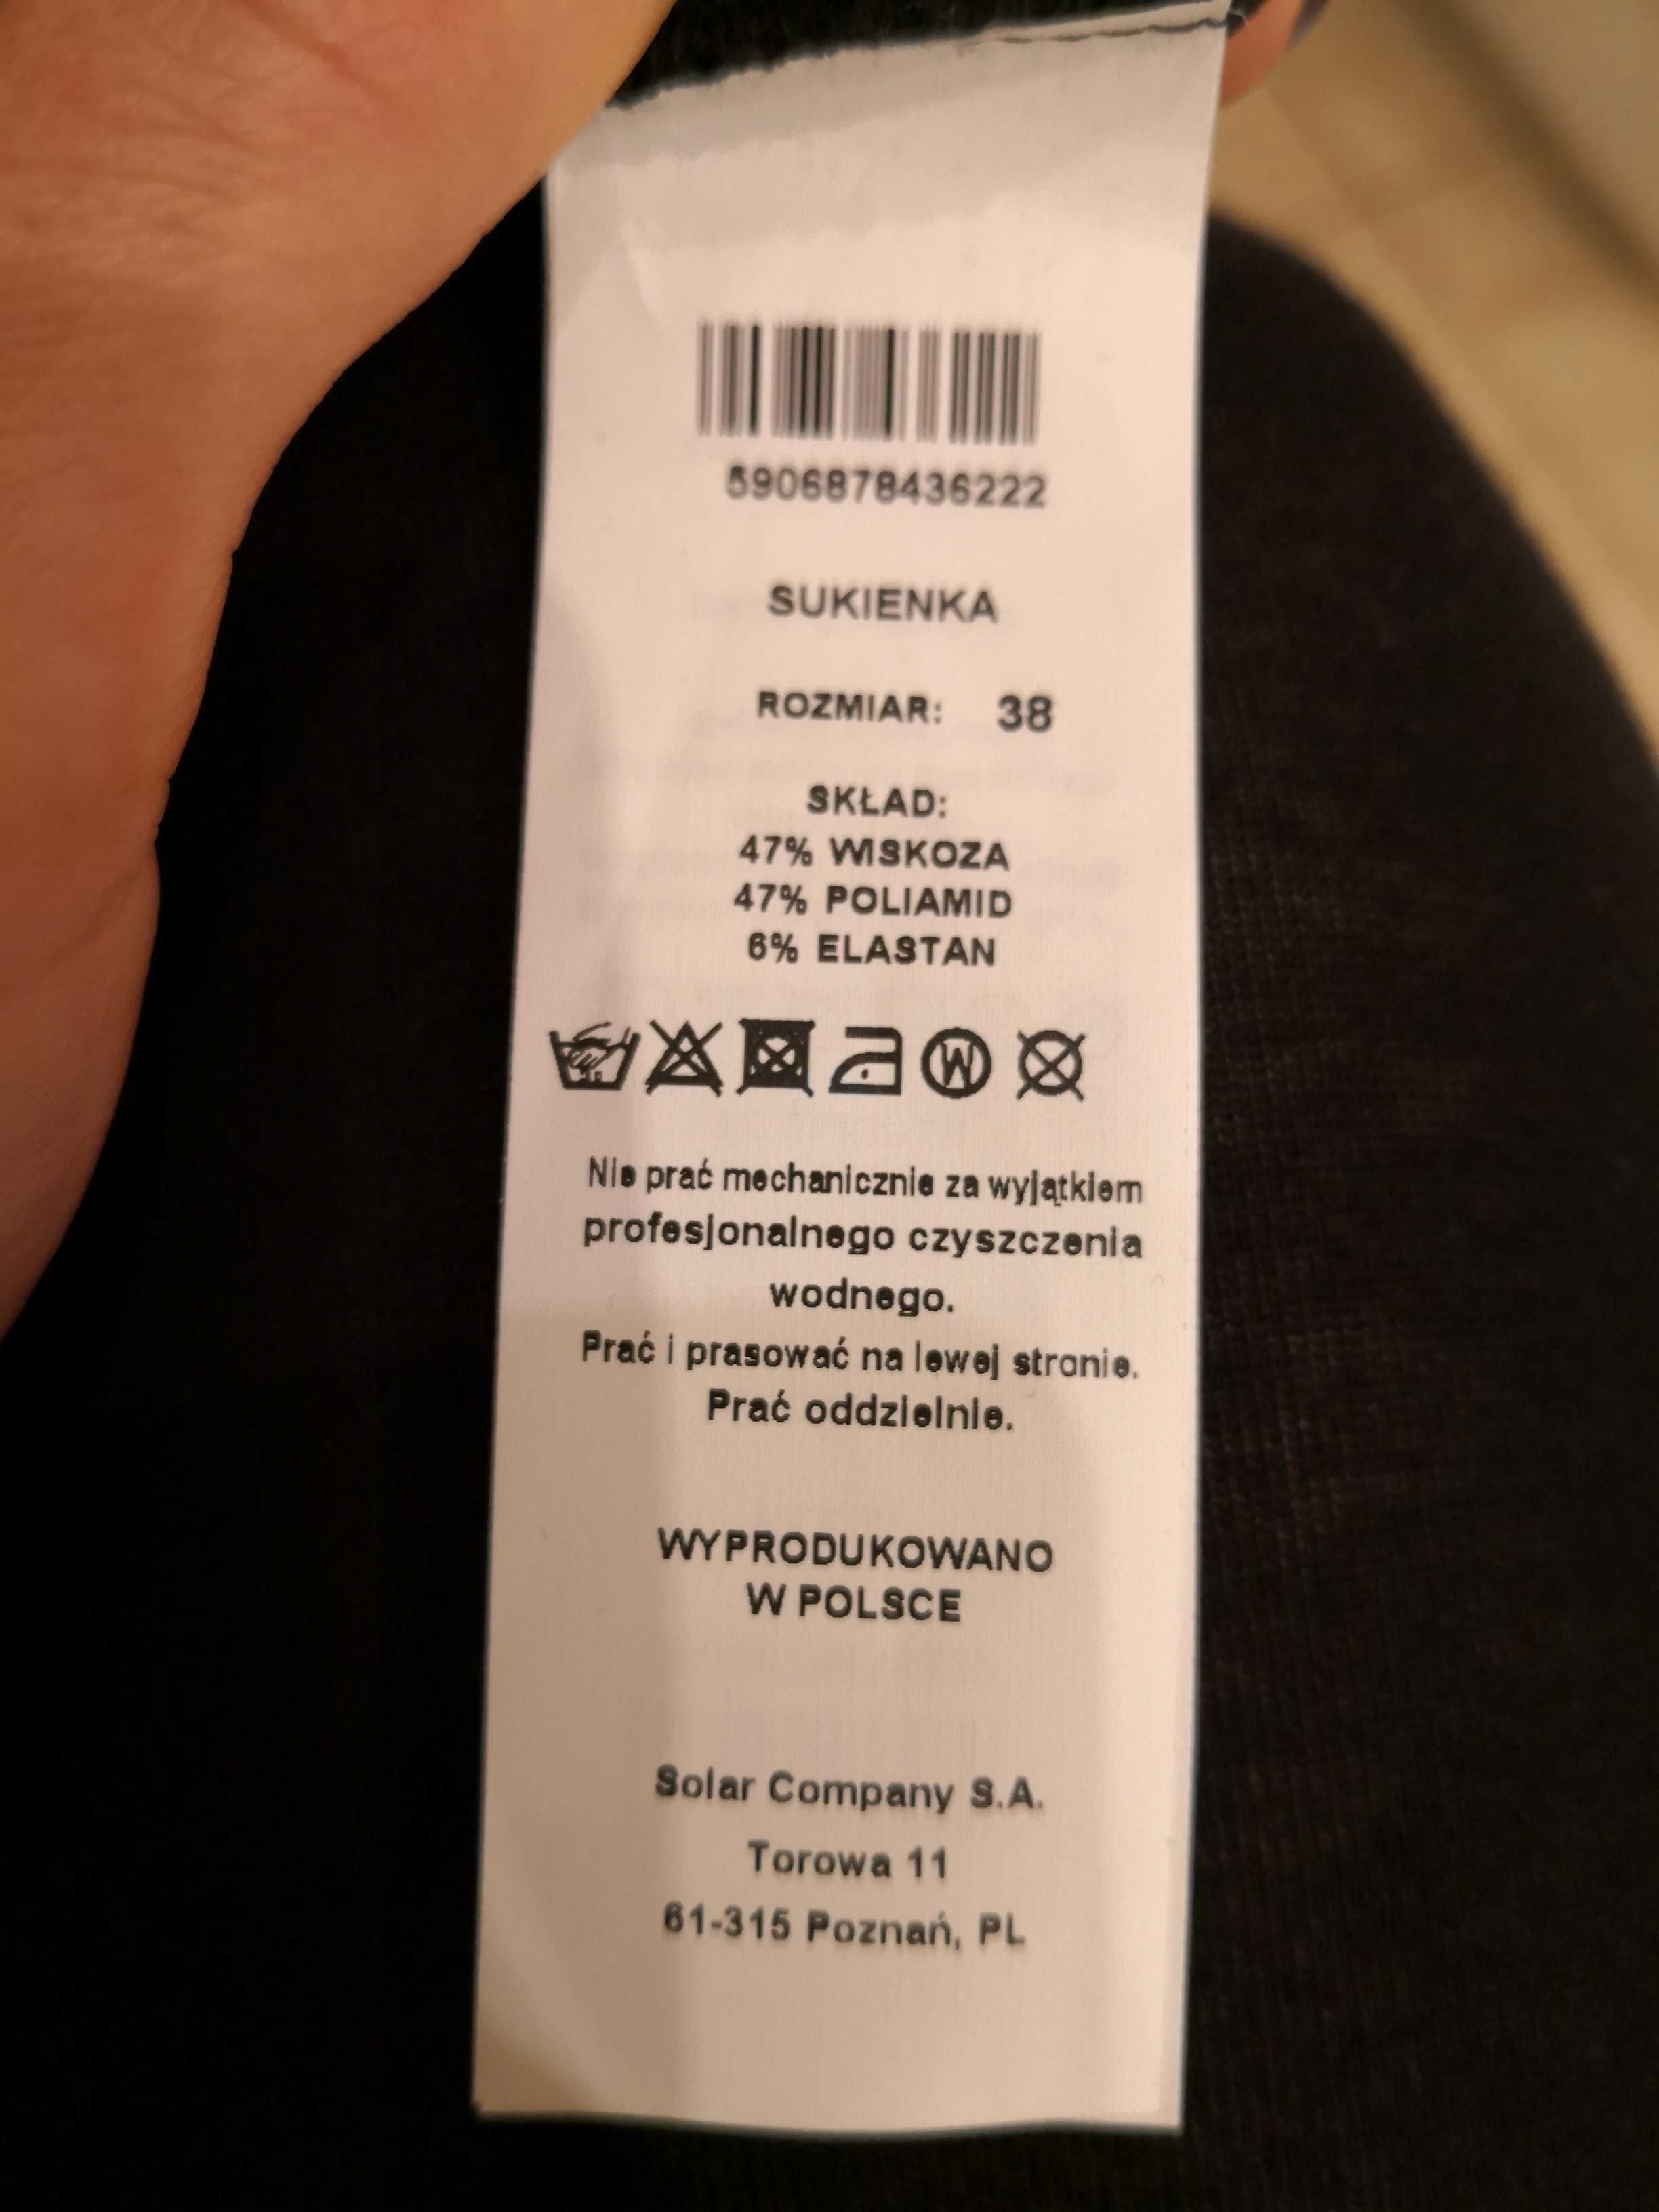 5906878436222
SUKIENKA
ROZMIAR: 38
SKŁAD:
47% WISKOZA
47% POLIAMID
6% ELASTAN
W
Nie prać mechanicznie za wyjątkiem
profesjonalnego czyszczenia
wodnego.
Prać i prasować na lewej stronie.
Prać oddzielnie.
WYPRODUKOWANO
W POLSCE
Solar Company S.A.
Torowa 11
61-315 Poznań, PL